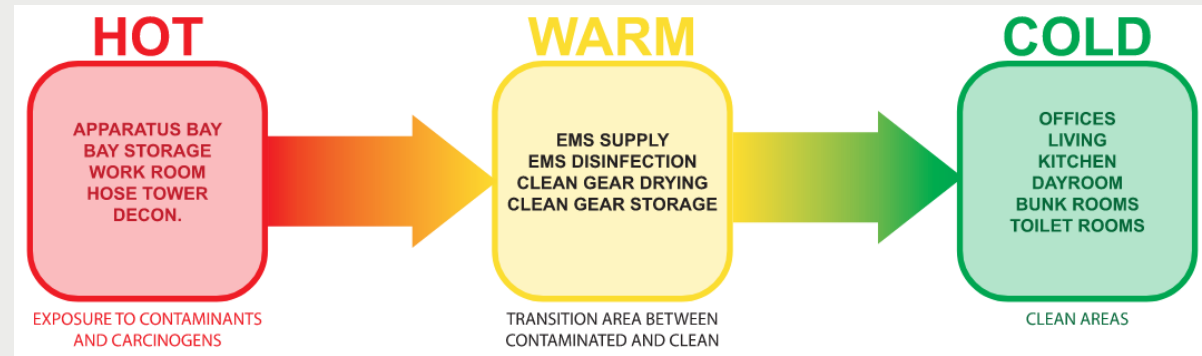 HOT
APPARATUS BAY
BAY STORAGE
WORK ROOM
HOSE TOWER
DECON.
EXPOSURE TO CONTAMINANTS
AND CARCINOGENS
WARM
EMS SUPPLY
EMS DISINFECTION
CLEAN GEAR DRYING
CLEAN GEAR STORAGE
TRANSITION AREA BETWEEN
CONTAMINATED AND CLEAN
COLD
OFFICES
LIVING
KITCHEN
DAYROOM
BUNK ROOMS
TOILET ROOMS
CLEAN AREAS